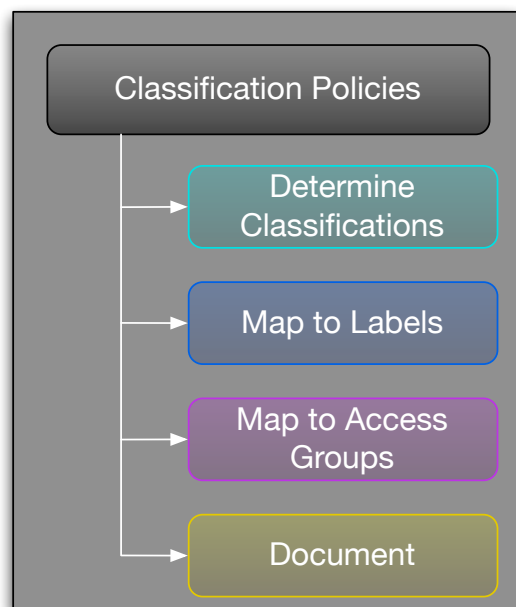 Classification Policies
Determine
Classifications
Map to Labels
Map to Access
Groups
Document